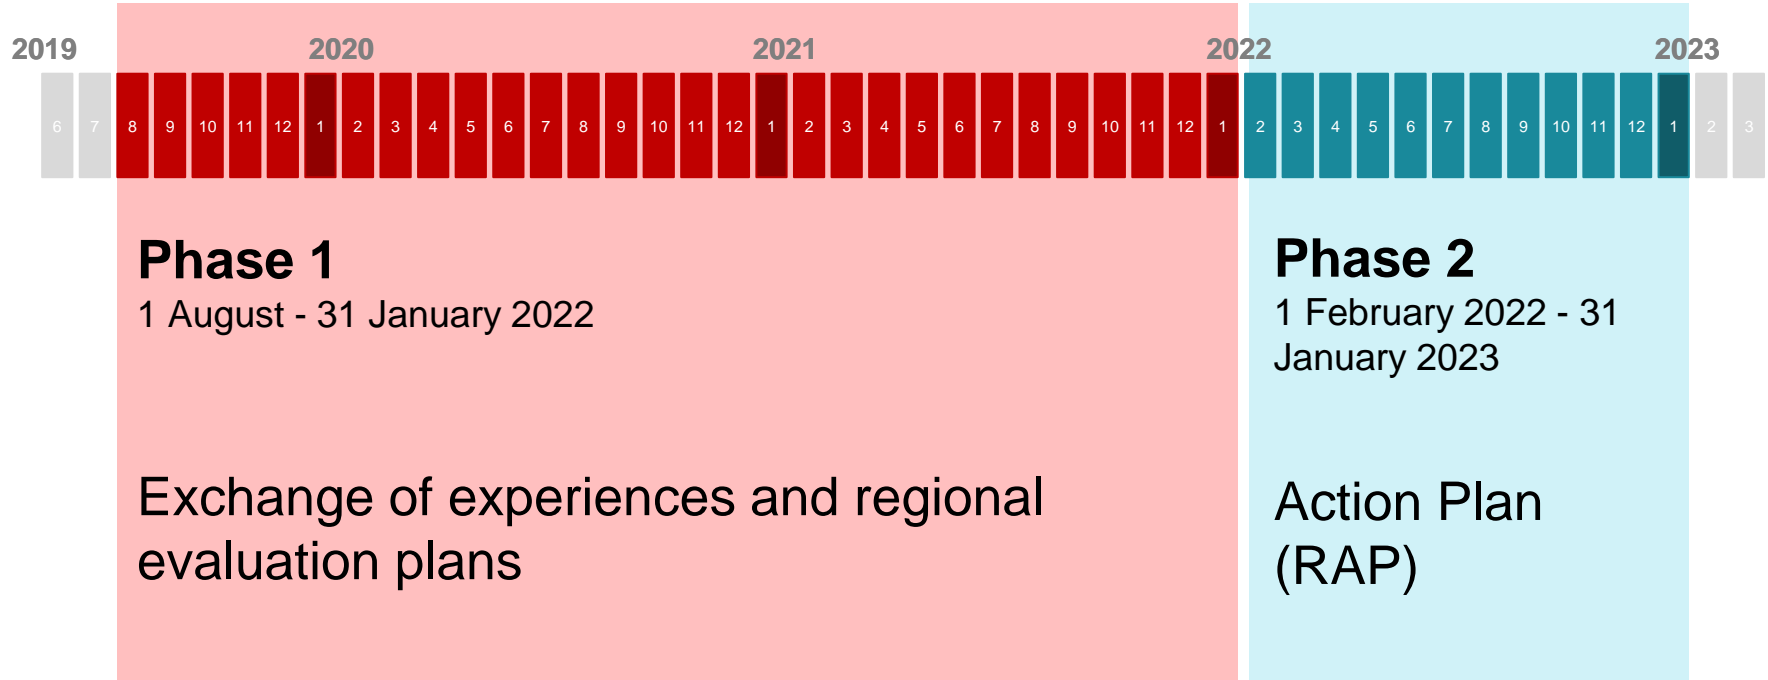 2019 2020 2021 2022 2023
6 7 8 9 10 11 12 1 2 3 4 5 6 7 8 9 10 11 12 1 2 3 4 5 6 7 8 9 10 11 12 1 2 3 4 5 6 7 8 9 10 11 12 1 2 3
Phase 1
1 August - 31 January 2022
Exchange of experiences and regional
evaluation plans
Phase 2
1 February 2022 - 31
January 2023
Action Plan
(RAP)